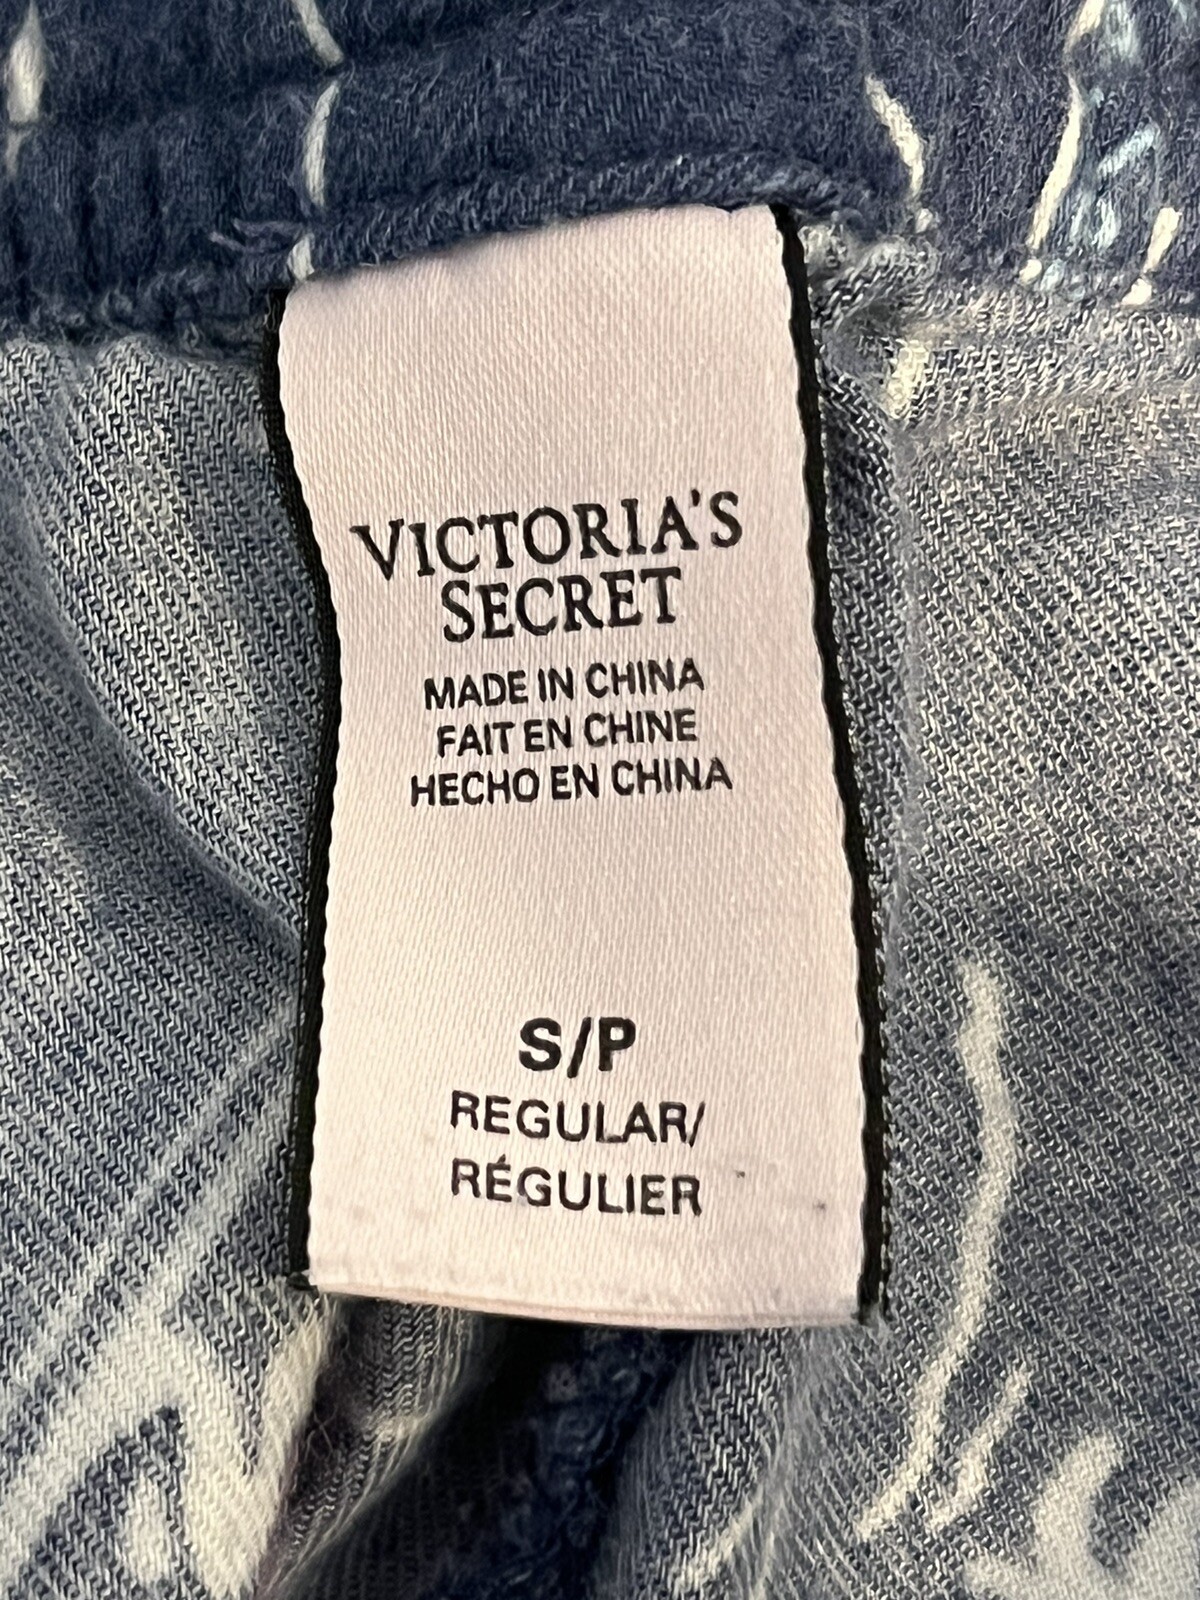 VICTORIA'S
SECRET
MADE IN CHINA
FAIT EN CHINE
HECHO EN CHINA
S/P
REGULAR/
RÉGULIER